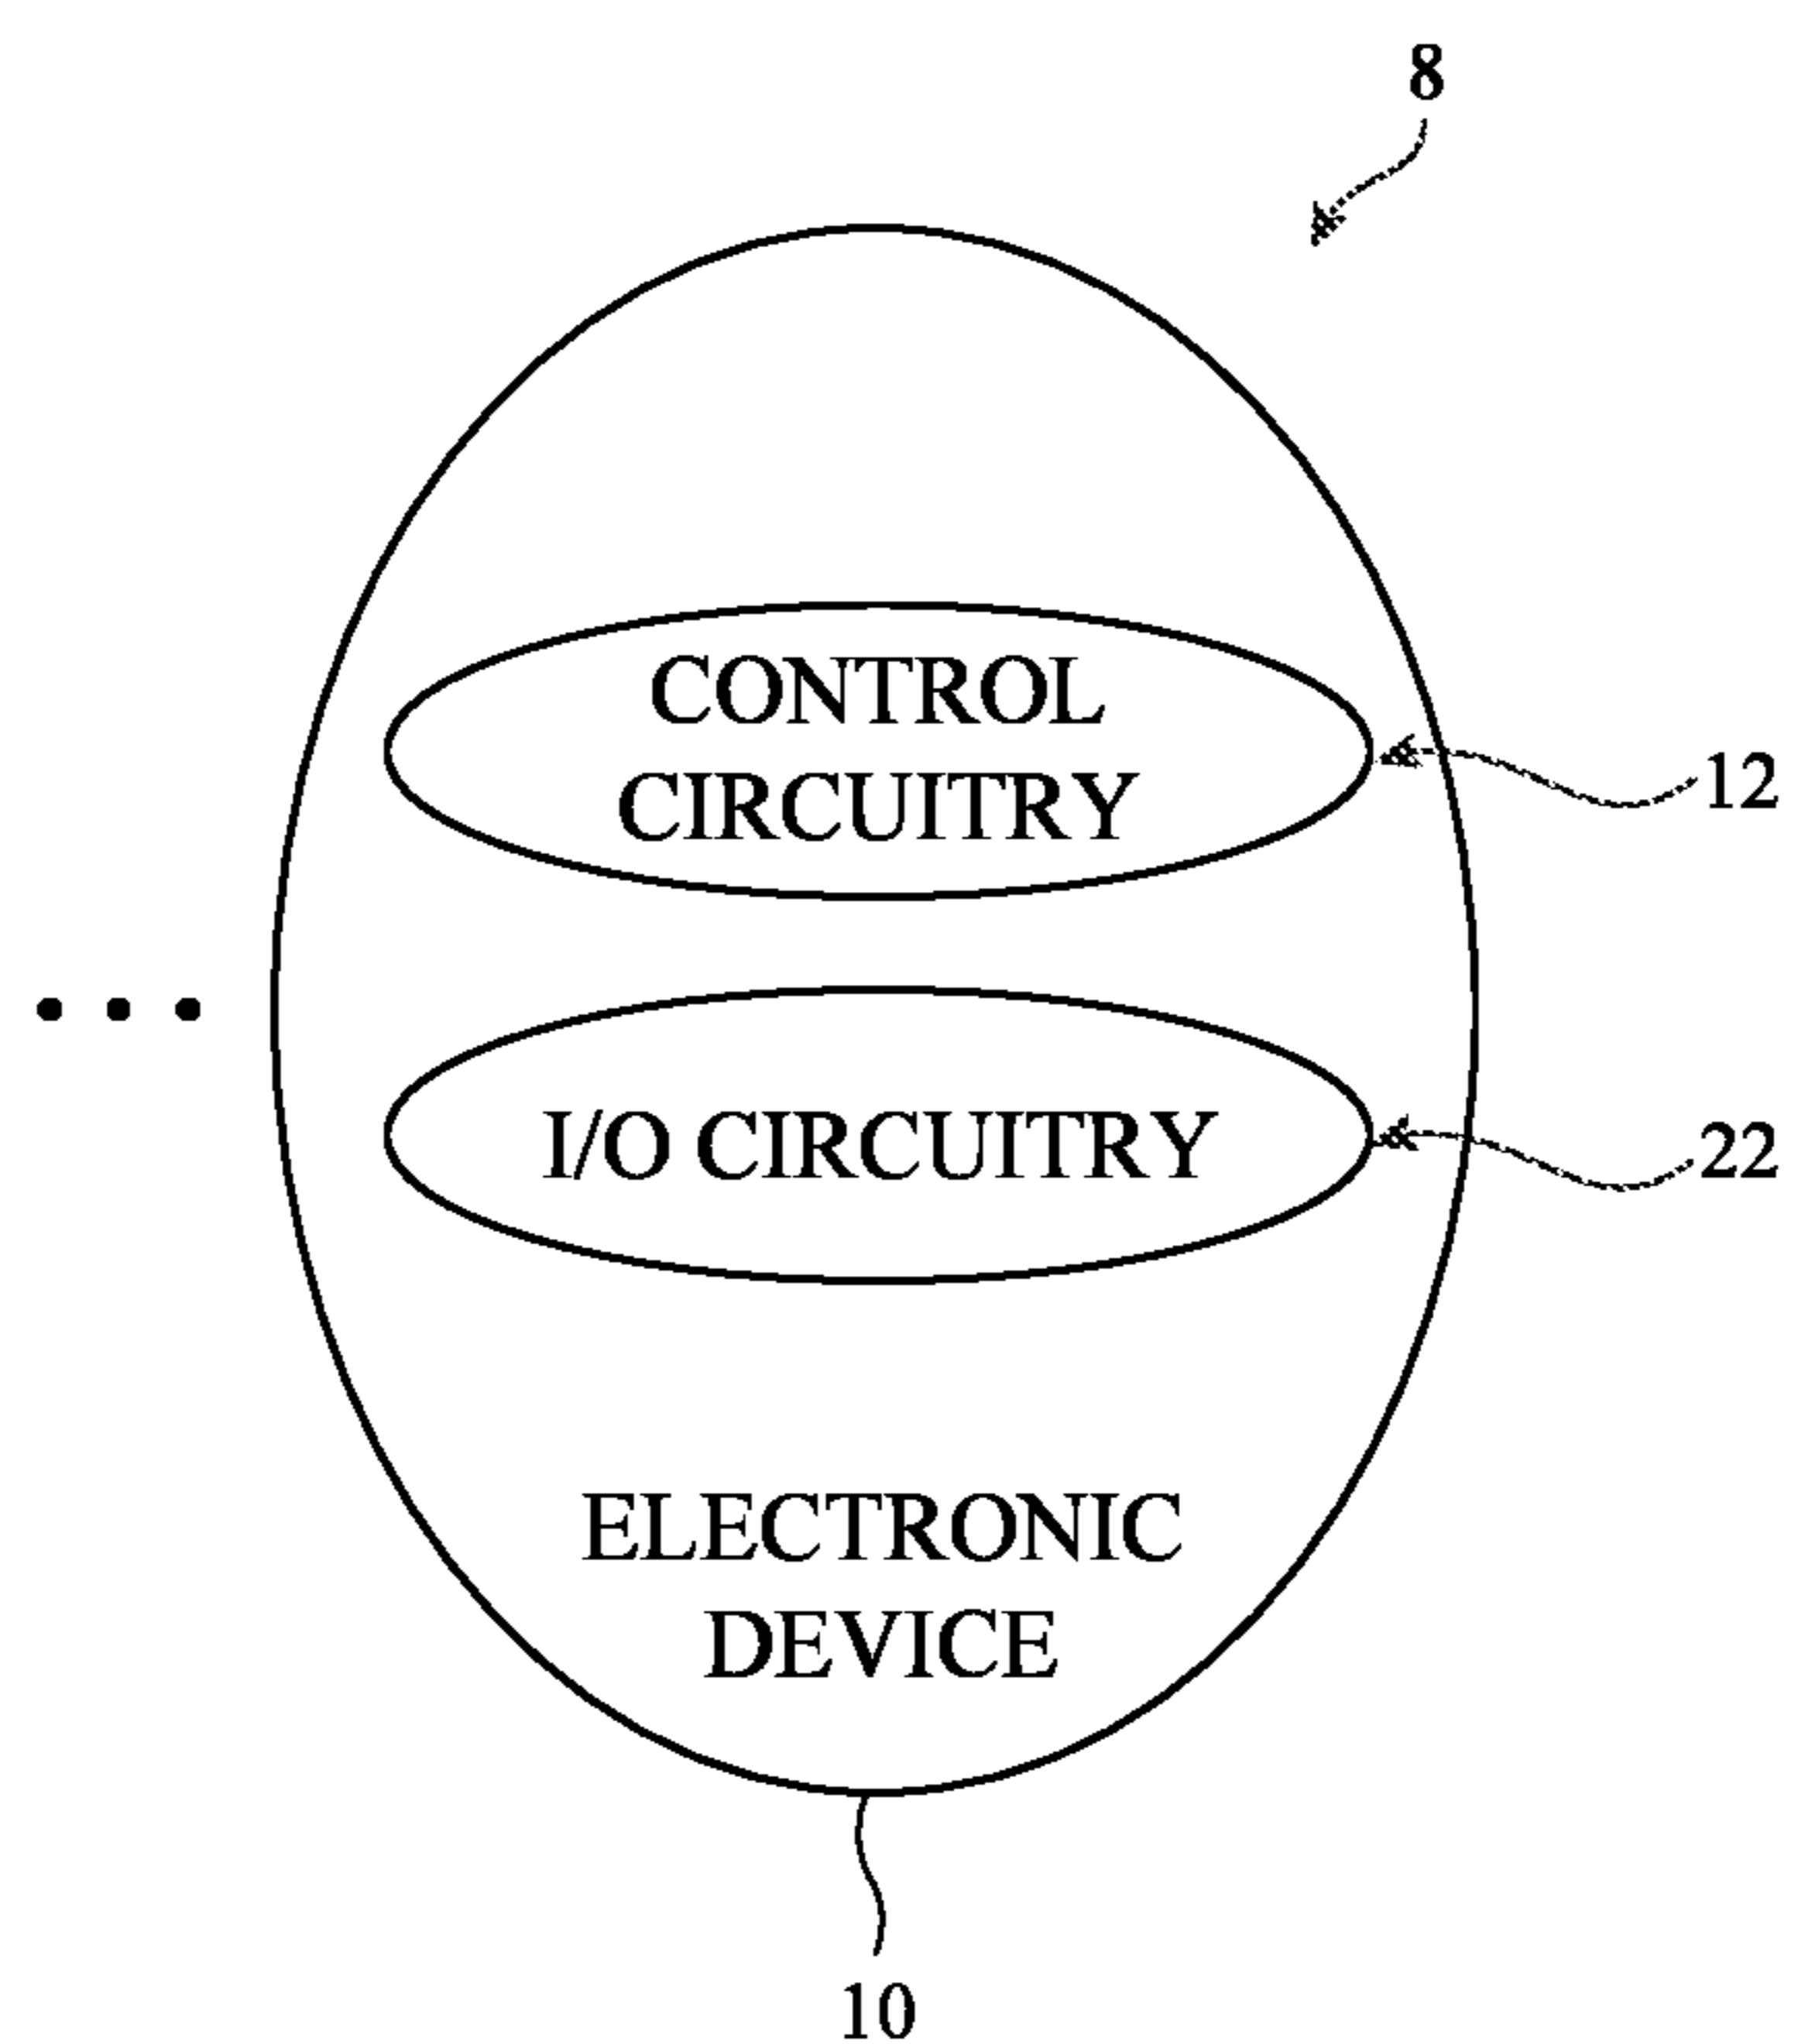 8
CONTROL
CIRCUITRY
12
I/O CIRCUITRY
22
ELECTRONIC
DEVICE
10